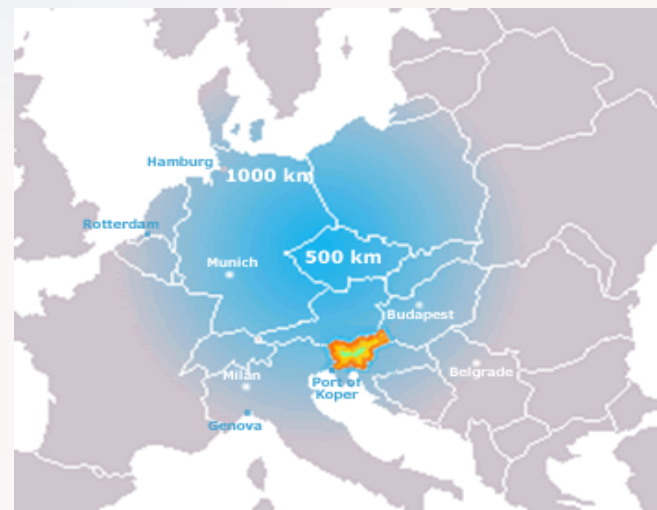 Hamburg
1000 km
Rotterdam
500 km
Munich
Budapest
Milan
Port of
Koper
Belgrade
Genova